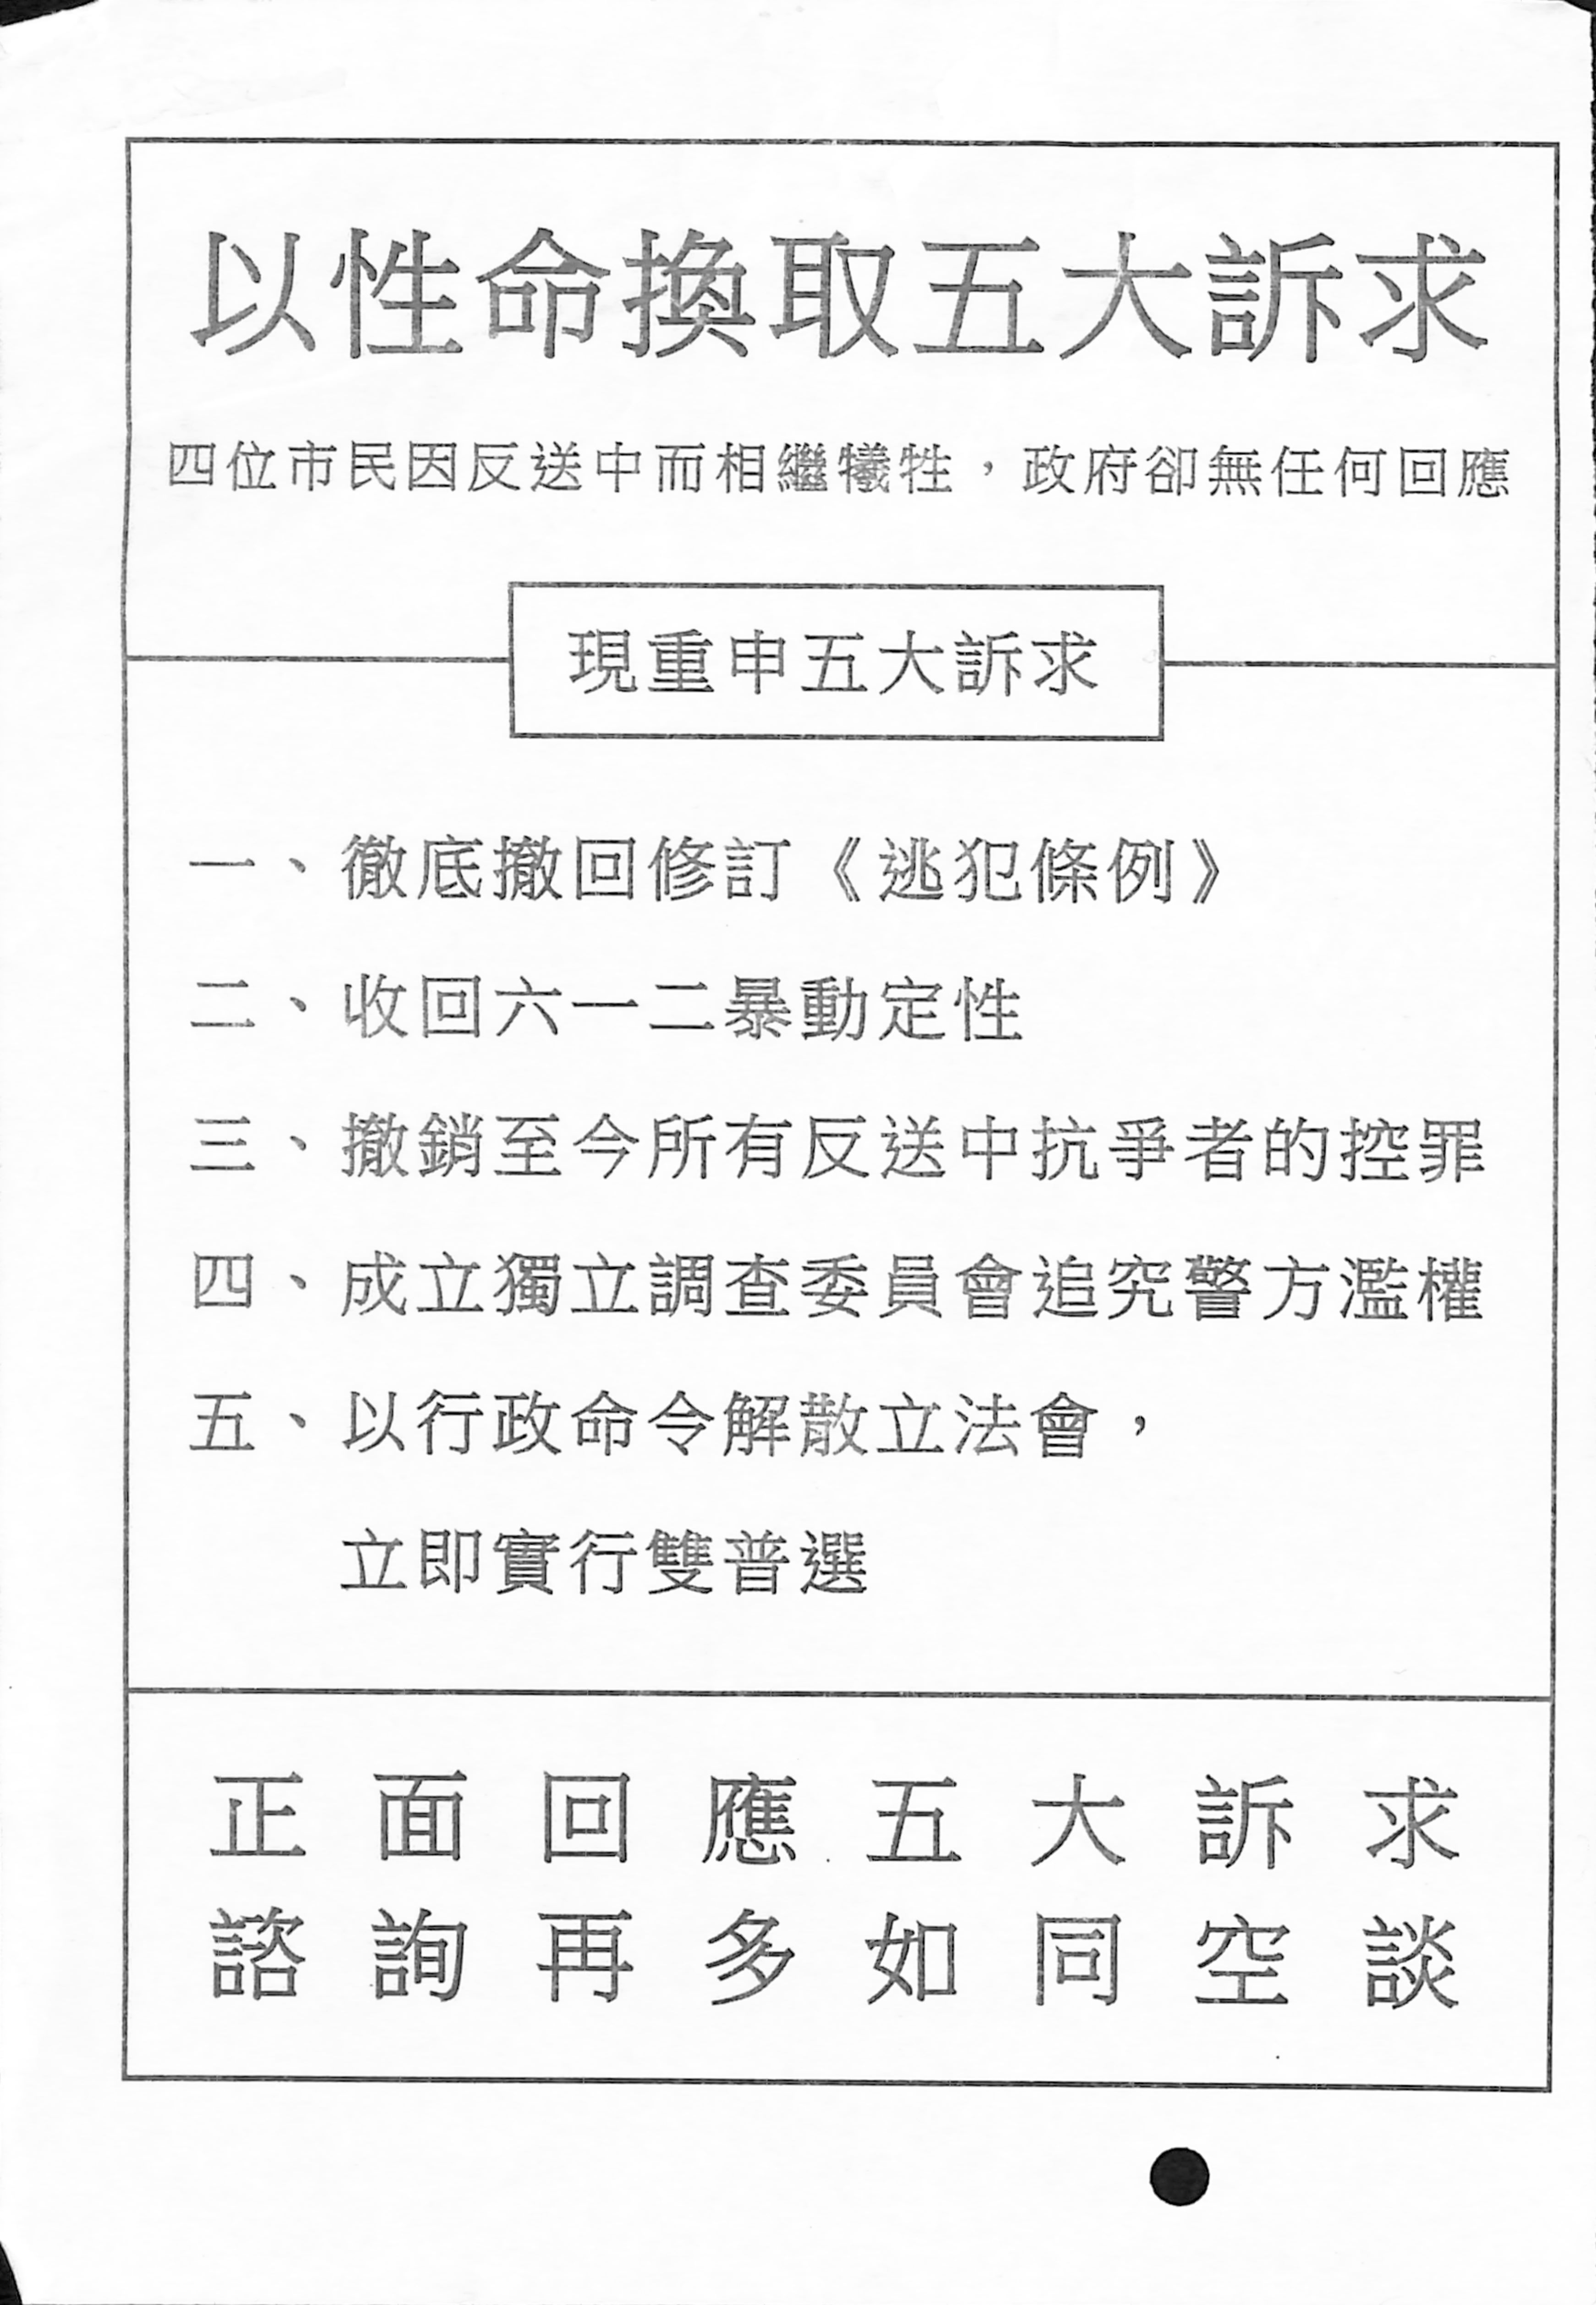 以性命換取五大訴求
四位市民因反送中而相繼犧牲，政府卻無任何回應
現重申五大訴求
一、徹底撤回修訂《逃犯條例》
二、收回六一二暴動定性
三、撤銷至今所有反送中抗爭者的控罪
四、成立獨立調查委員會追究警方濫權
五、以行政命令解散立法會，
立即實行雙普選
正面回應五大訴求
諮詢再多如同空談